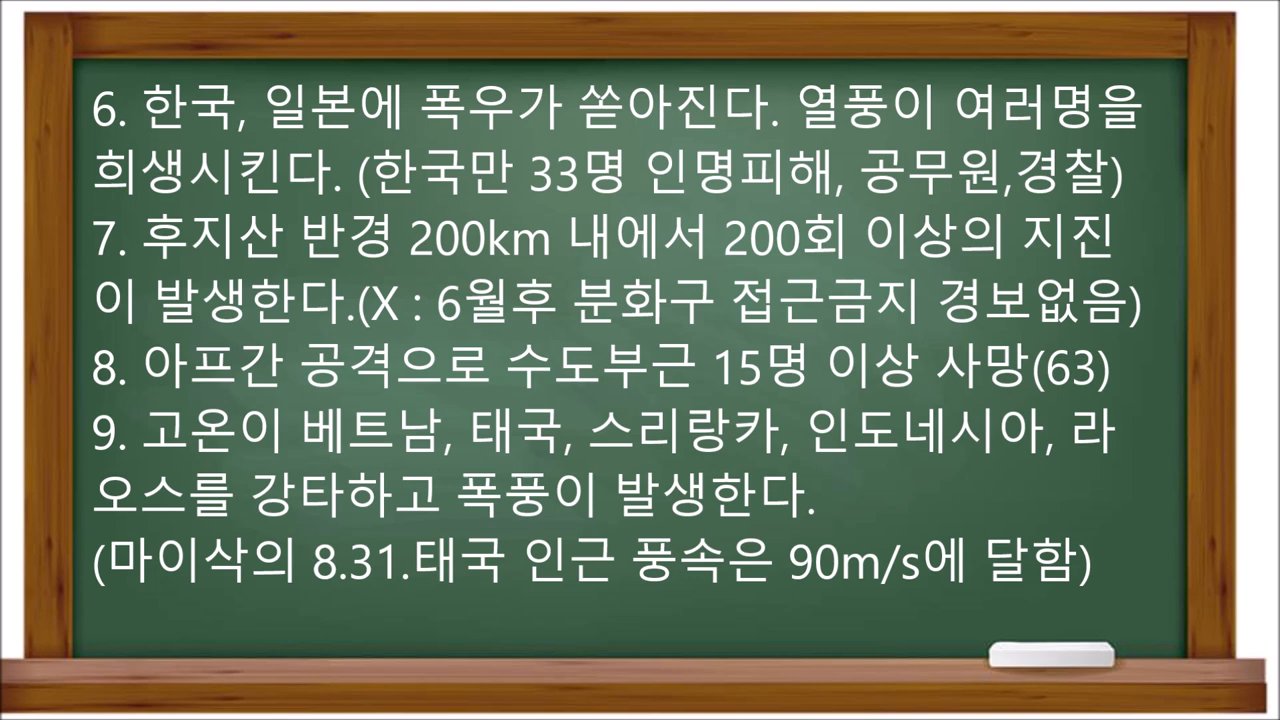 6. 한국, 일본에 폭우가 쏟아진다. 열풍이 여러명을
희생시킨다. (한국만 33명 인명피해, 공무원,경찰)
7. 후지산 반경 200km 내에서 200회 이상의 지진
이 발생한다.(X : 6월후 분화구 접근금지 경보없음)
8. 아프간 공격으로 수도부근 15명 이상 사망(63)
9. 고온이 베트남, 태국, 스리랑카, 인도네시아, 라
오스를 강타하고 폭풍이 발생한다.
(마이삭의 8.31.태국 인근 풍속은 90m/s에 달함)